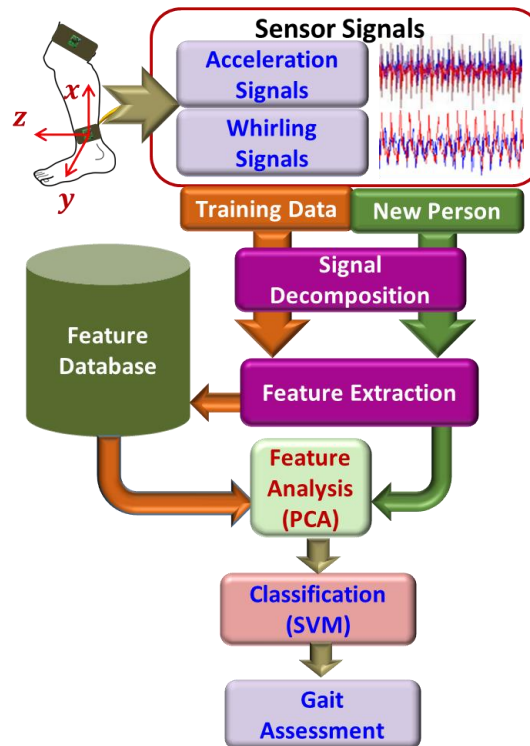 Sensor Signals
Acceleration
Signals
Whirling
Signals
x
z
y
Training Data
New Person
Signal
Decomposition
Feature
Database
Feature Extraction
Feature
Analysis
(PCA)
Classification
(SVM)
Gait
Assessment